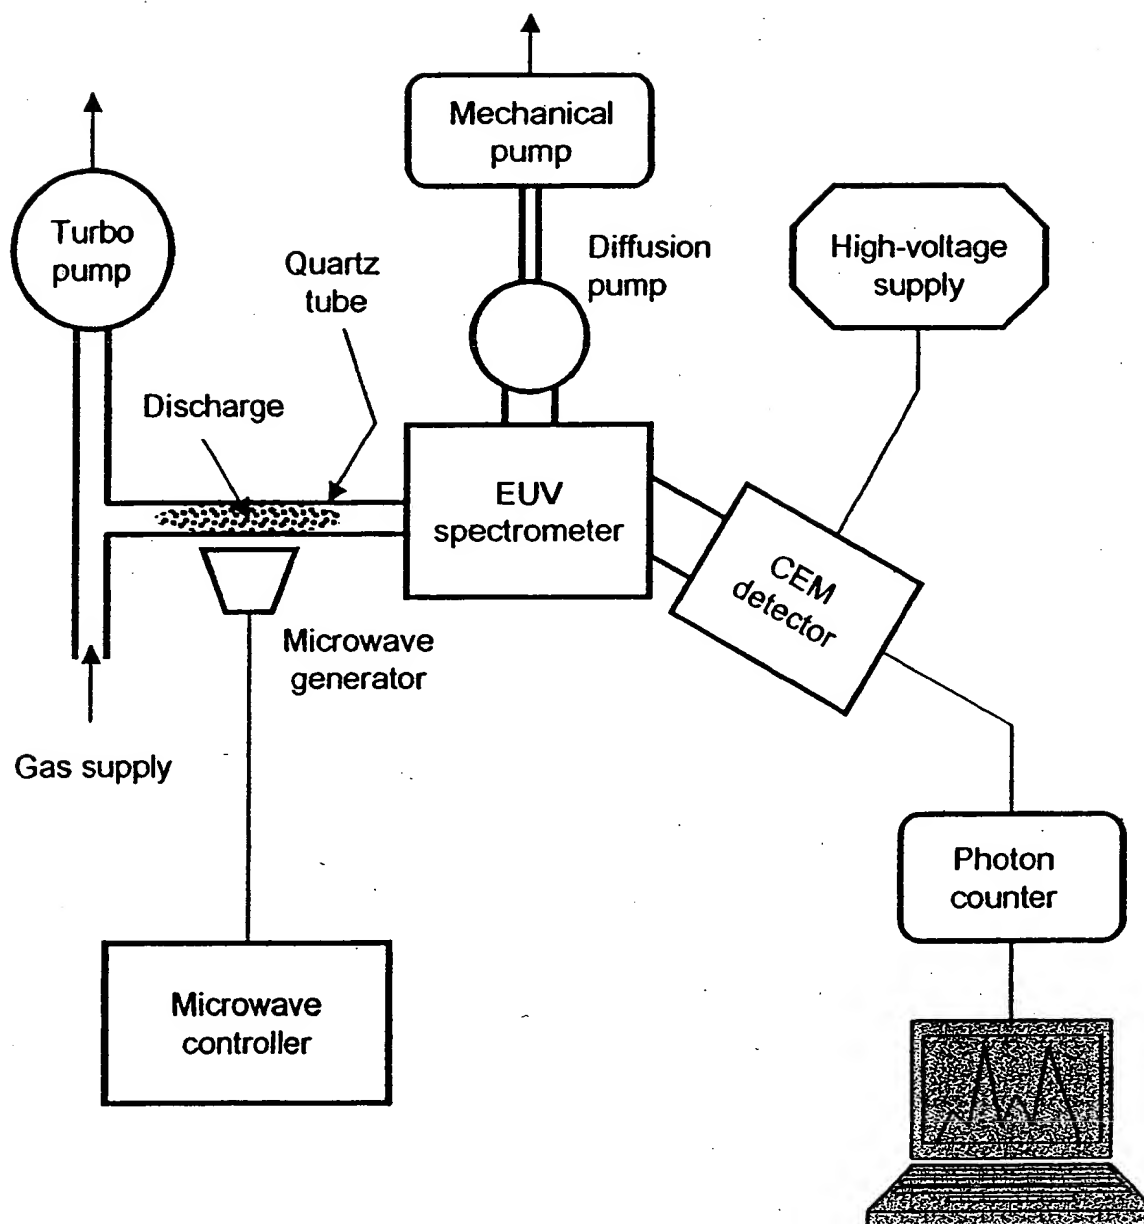 Mechanical
pump
Turbo
pump
Quartz
tube
Diffusion
pump
High-voltage
supply
Discharge
EUV
spectrometer
CEM
detector
Microwave
generator
Gas supply
Photon
counter
Microwave
controller